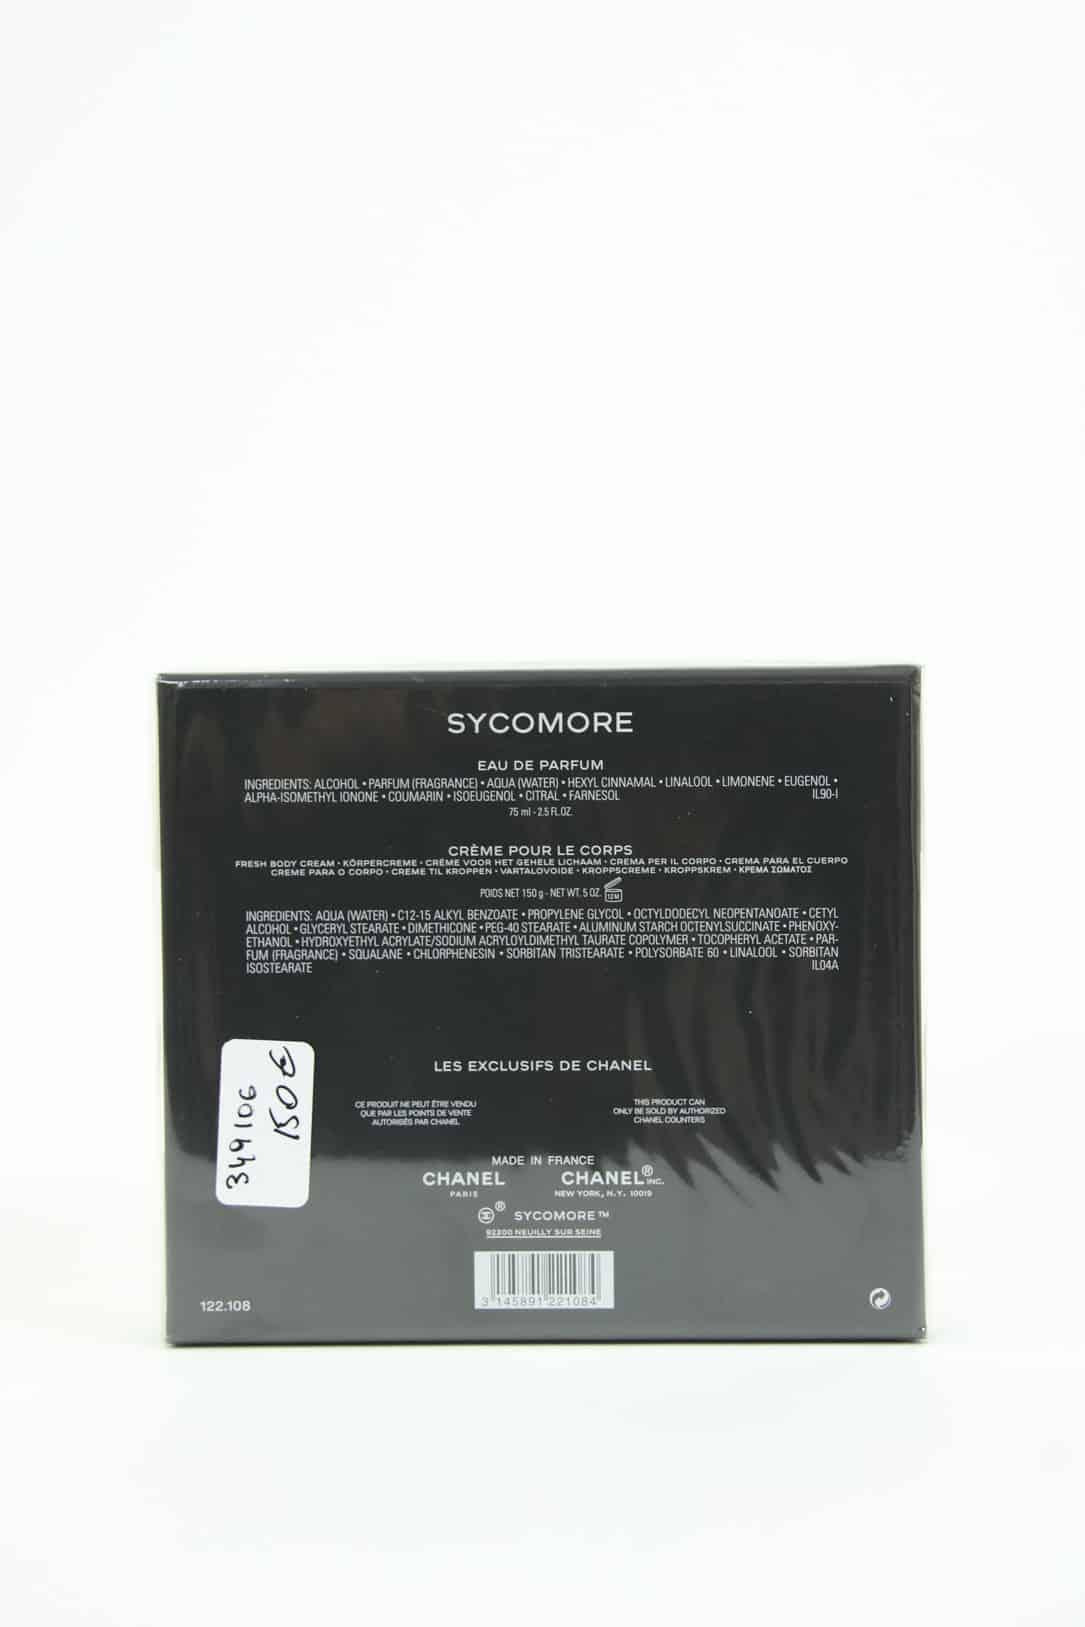 SYCOMORE
EAU DE PARFUM
INGREDIENTS: ALCOHOL • PARFUM (FRAGRANCE) • AQUA (WATER) • HEXYL CINNAMAL • LINALOOL • LIMONENE • EUGENOL •
ALPHA-ISOMETHYL IONONE • COUMARIN • ISOEUGENOL • CITRAL • FARNESOL IL90-I
75 ml - 2.5 FL.OZ.
CRÈME POUR LE CORPS
FRESH BODY CREAM • KÖRPERCREME • CRÈME VOOR HET GEHELE LICHAAM • CREMA PER IL CORPO • CREMA PARA EL CUERPO
CREME PARA O CORPO • CREME TIL KROPPEN • VARTALOVOIDE • KROPPSCREME • KROPPSKREM • ΚΡΕΜΑ ΣΩΜΑΤΟΣ
POIDS NET 150 g - NET WT. 5 OZ. 12M
INGREDIENTS: AQUA (WATER) • C12-15 ALKYL BENZOATE • PROPYLENE GLYCOL • OCTYLDODECYL NEOPENTANOATE • CETYL
ALCOHOL • GLYCERYL STEARATE • DIMETHICONE • PEG-40 STEARATE • ALUMINUM STARCH OCTENYLSUCCINATE • PHENOXY-
ETHANOL • HYDROXYETHYL ACRYLATE/SODIUM ACRYLOYLDIMETHYL TAURATE COPOLYMER • TOCOPHERYL ACETATE • PAR-
FUM (FRAGRANCE) • SQUALANE • CHLORPHENESIN • SORBITAN TRISTEARATE • POLYSORBATE 60 • LINALOOL • SORBITAN
ISOSTEARATE IL04A
LES EXCLUSIFS DE CHANEL
CE PRODUIT NE PEUT ÊTRE VENDU
QUE PAR LES POINTS DE VENTE
AUTORISÉS PAR CHANEL
THIS PRODUCT CAN
ONLY BE SOLD BY AUTHORIZED
CHANEL COUNTERS
349106
150€
MADE IN FRANCE
CHANEL CHANEL® INC.
PARIS NEW YORK, N.Y. 10019
® SYCOMORE™
92200 NEUILLY SUR SEINE
3 145891 221084
122.108